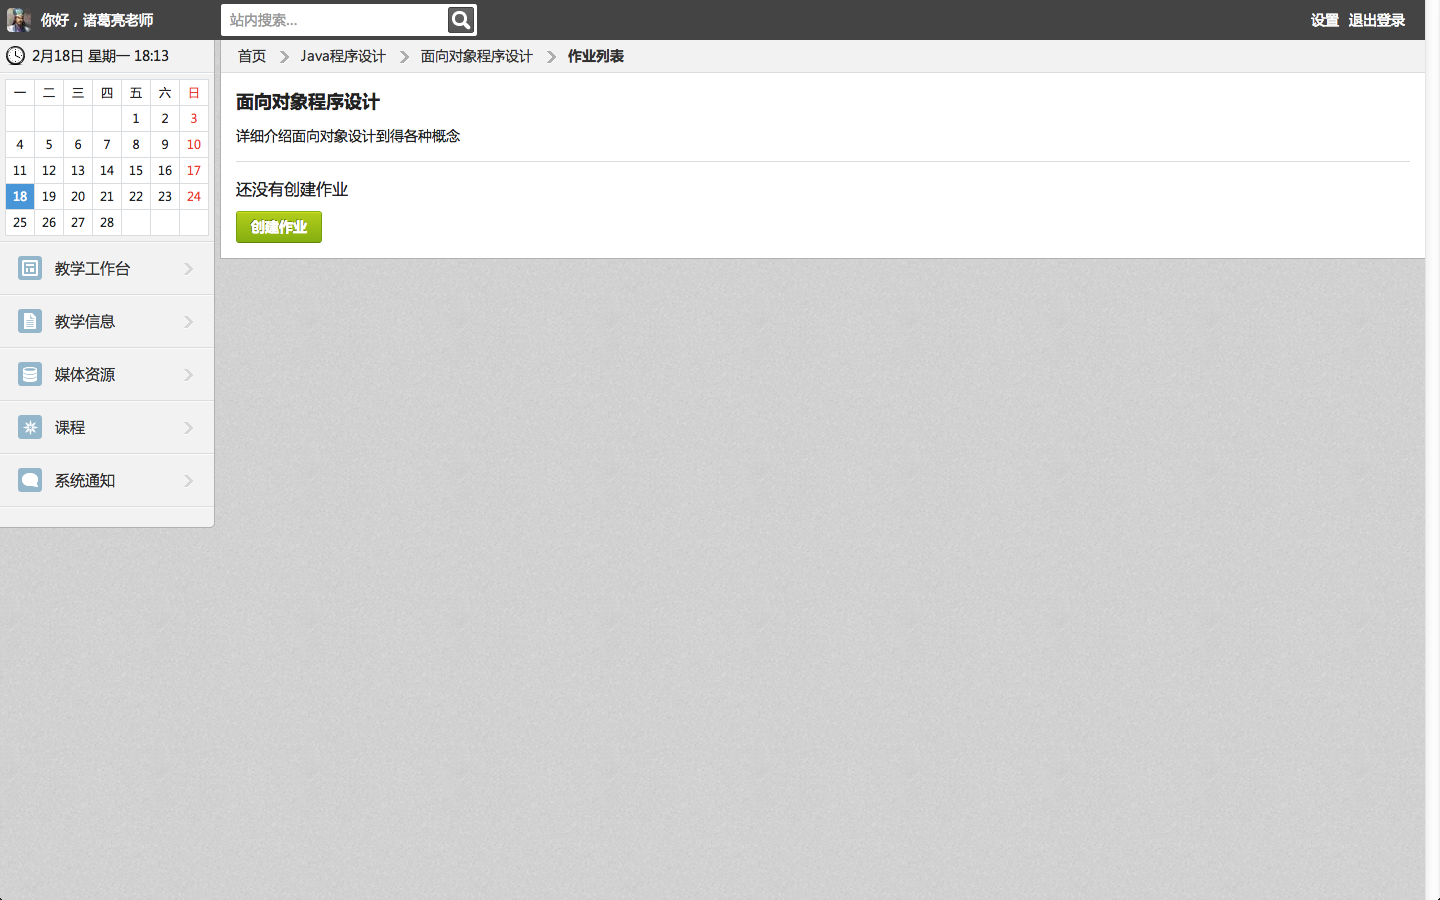 你好，诸葛亮老师
站内搜索...
设置 退出登录
2月18日 星期一 18:13
首页 Java程序设计 面向对象程序设计 作业列表
一 二 三 四 五 六 日
1 2 3
4 5 6 7 8 9 10
11 12 13 14 15 16 17
18 19 20 21 22 23 24
25 26 27 28
教学工作台
教学信息
媒体资源
课程
系统通知
面向对象程序设计
详细介绍面向对象设计到得各种概念
还没有创建作业
创建作业